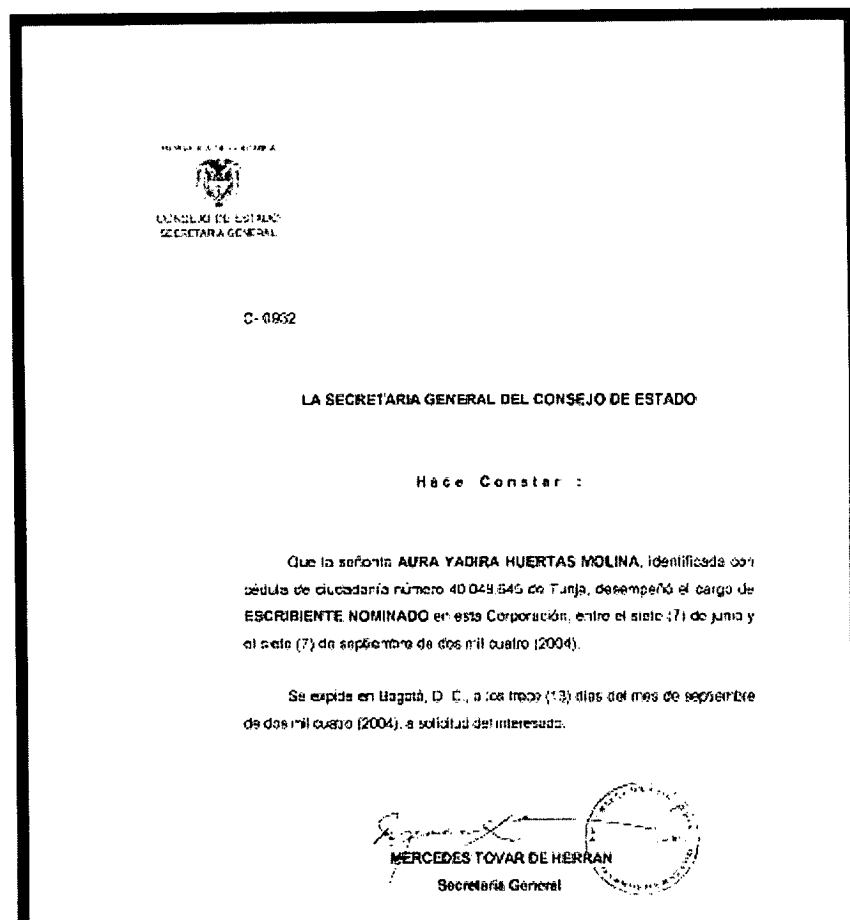 REPUBLICA DE COLOMBIA
CONSEJO DE ESTADO
SECRETARIA GENERAL
C- 0932
LA SECRETARIA GENERAL DEL CONSEJO DE ESTADO
Hace Constar :
Que la señorita AURA YADIRA HUERTAS MOLINA, identificada con
cédula de ciudadanía número 40.049.645 de Tunja, desempeñó el cargo de
ESCRIBIENTE NOMINADO en esta Corporación, entre el siete (7) de junio y
el siete (7) de septiembre de dos mil cuatro (2004).
Se expide en Bogotá, D. C., a los trece (13) días del mes de septiembre
de dos mil cuatro (2004), a solicitud del interesado.
MERCEDES TOVAR DE HERRAN
Secretaria General